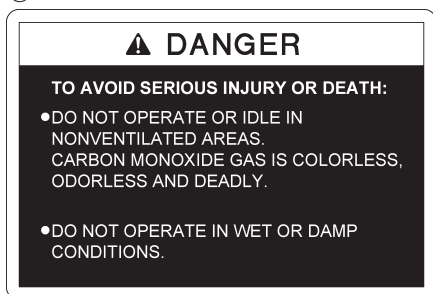 DANGER
TO AVOID SERIOUS INJURY OR DEATH:
●DO NOT OPERATE OR IDLE IN
NONVENTILATED AREAS.
CARBON MONOXIDE GAS IS COLORLESS,
ODORLESS AND DEADLY.
●DO NOT OPERATE IN WET OR DAMP
CONDITIONS.